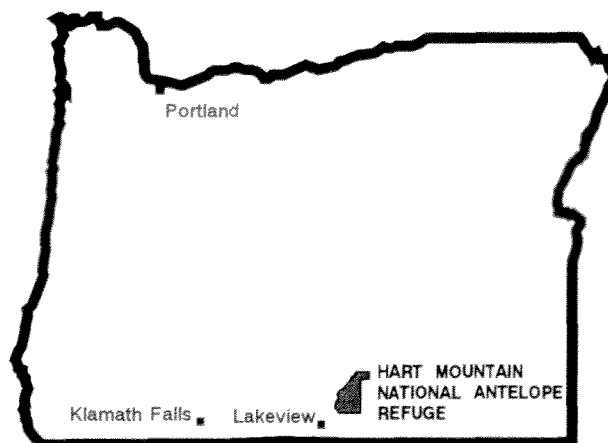 Portland
HART MOUNTAIN
NATIONAL ANTELOPE
REFUGE
Klamath Falls
Lakeview